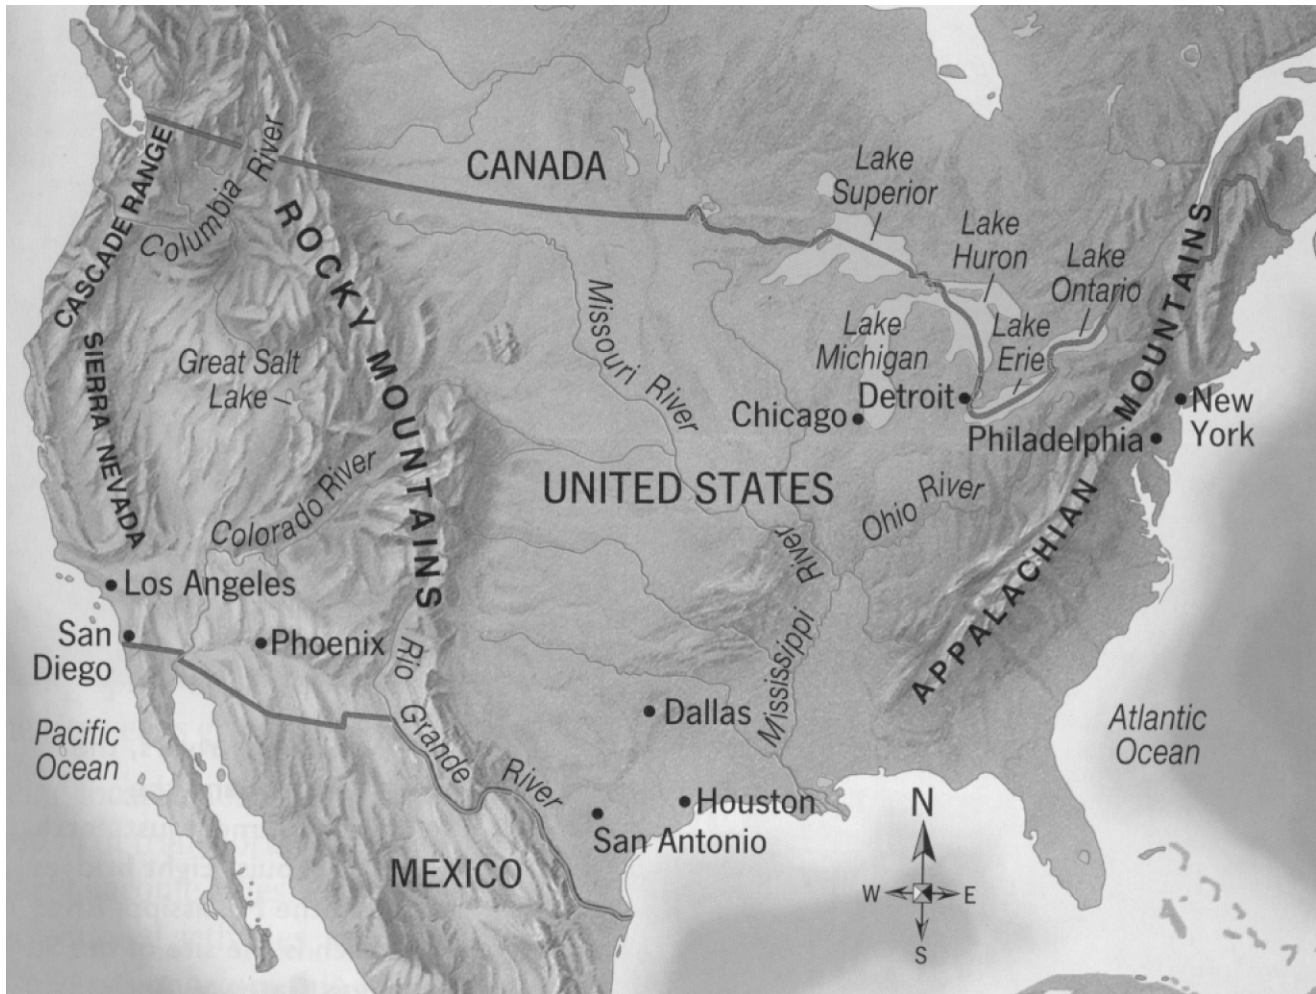 CANADA
Lake
Superior
Lake
Huron
Lake
Ontario
Lake
Michigan
Lake
Erie
CASCADE RANGE
Columbia River
ROCKY MOUNTAINS
Missouri River
SIERRA NEVADA
Great Salt
Lake
Colorado River
UNITED STATES
Chicago
Detroit
Philadelphia
New
York
Ohio River
APPALACHIAN MOUNTAINS
Mississippi River
Los Angeles
San
Diego
Phoenix
Rio Grande River
Dallas
Houston
San Antonio
Pacific
Ocean
Atlantic
Ocean
MEXICO
N
W
E
S